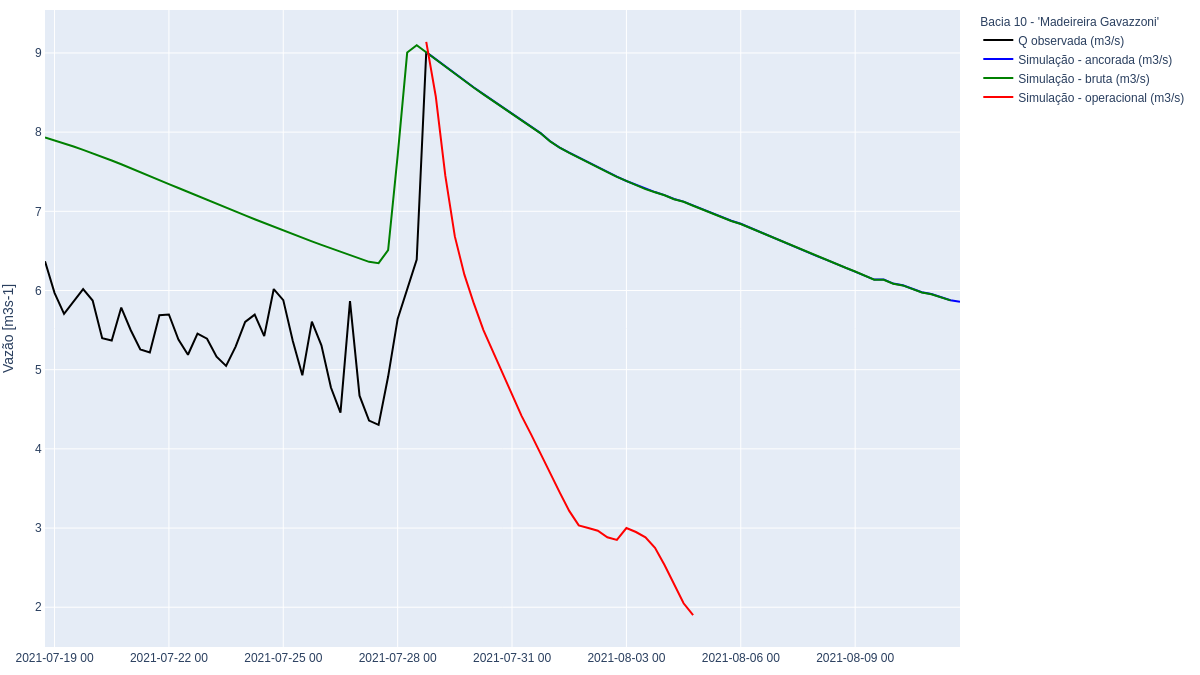 Bacia 10 - 'Madeireira Gavazzoni'
Q observada (m3/s)
Simulação - ancorada (m3/s)
Simulação - bruta (m3/s)
Simulação - operacional (m3/s)
Vazão [m3s-1]
9
8
7
6
5
4
3
2
2021-07-19 00
2021-07-22 00
2021-07-25 00
2021-07-28 00
2021-07-31 00
2021-08-03 00
2021-08-06 00
2021-08-09 00